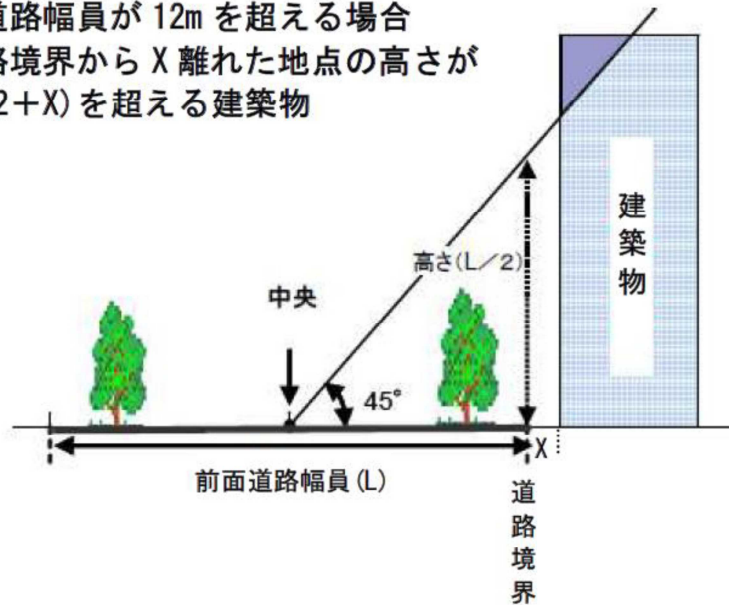 道路幅員が 12m を超える場合
路境界から X 離れた地点の高さが
2＋X)を超える建築物
建築物
高さ(L／2)
中央
45°
X
前面道路幅員(L)
道路境界